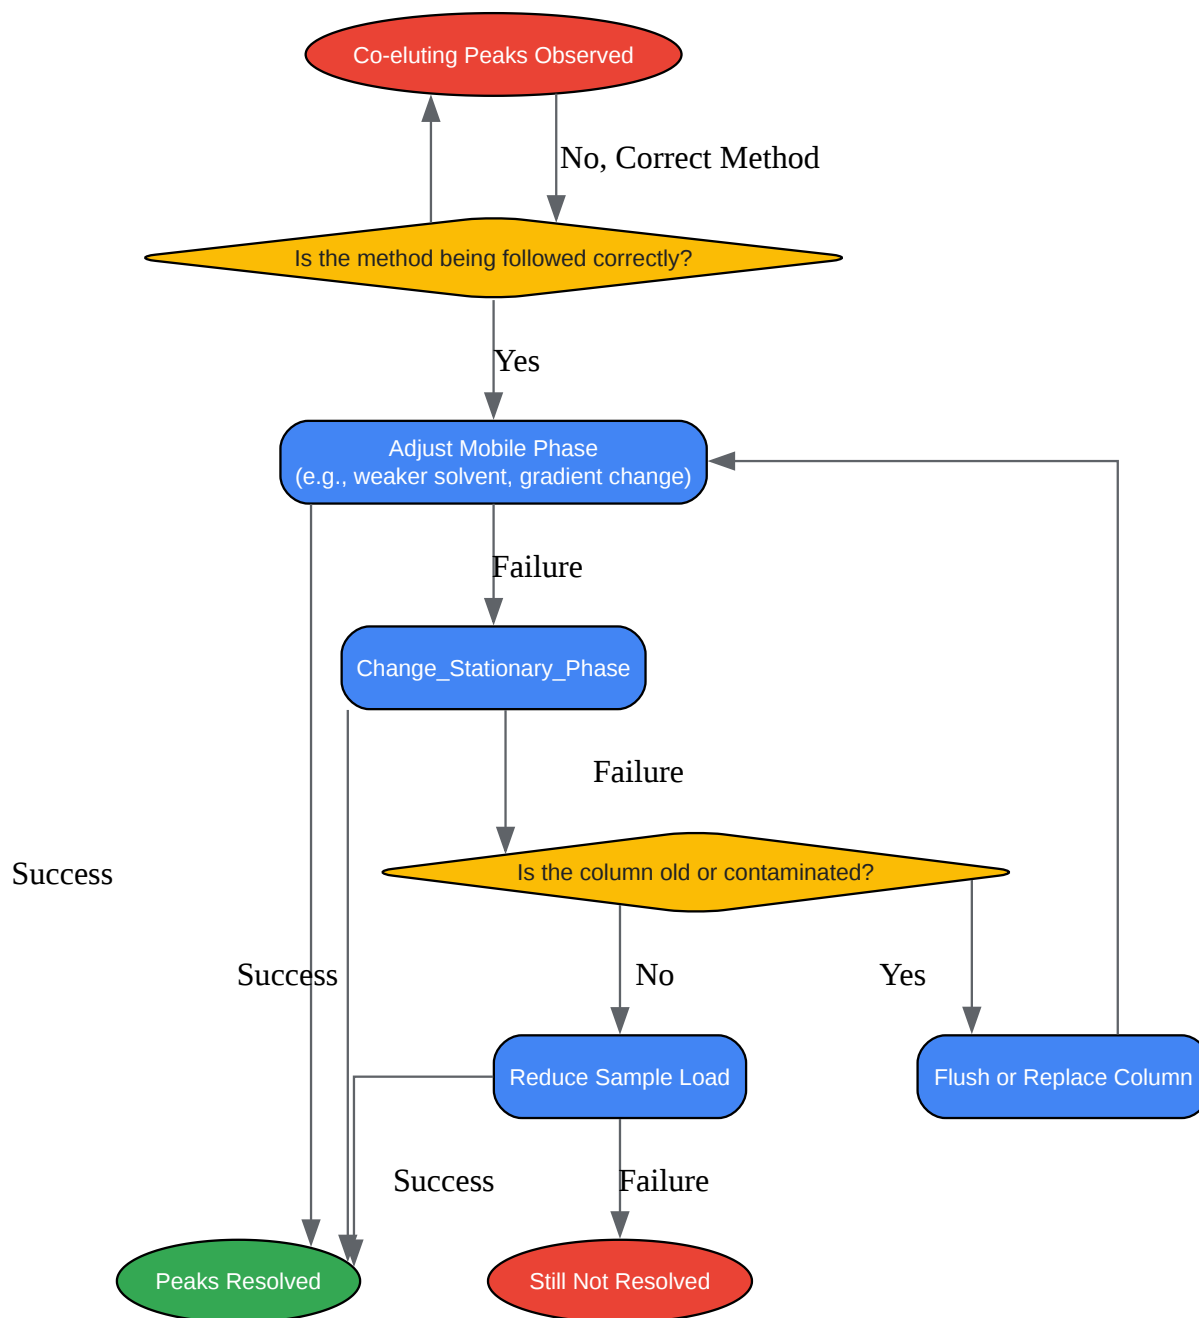 Co-eluting Peaks Observed
No, Correct Method
Is the method being followed correctly?
Yes
Adjust Mobile Phase
(e.g., weaker solvent, gradient change)
Failure
Change_Stationary_Phase
Failure
Success
Is the column old or contaminated?
Success
No
Yes
Reduce Sample Load
Flush or Replace Column
Success
Failure
Peaks Resolved
Still Not Resolved